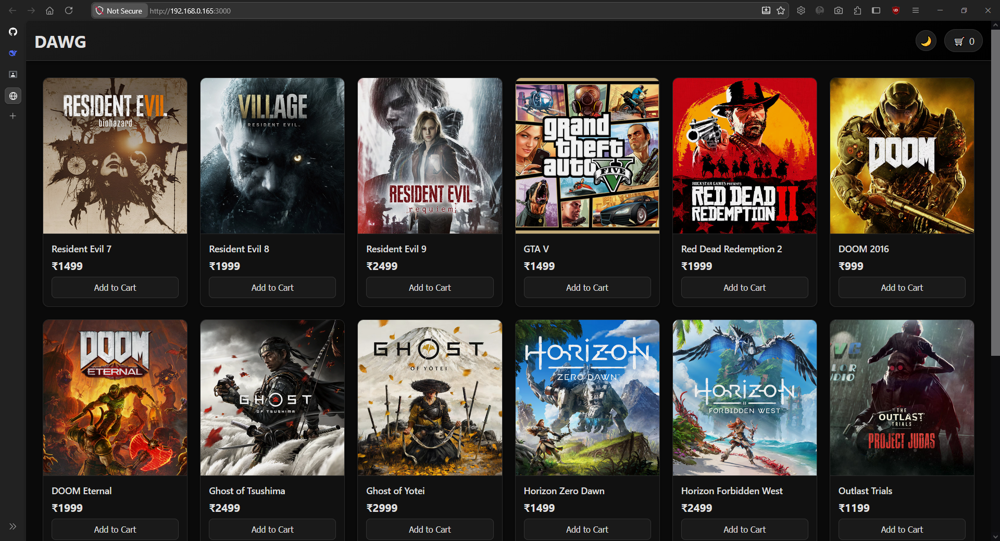 Not Secure
http://192.168.0.165:3000
DAWG
0
RESIDENT EVIL
biohazard
VILLAGE
RESIDENT EVIL
RESIDENT EVIL
requiem
grand
theft
auto
V
FIVE
ROCKSTAR GAMES PRESENTS
RED DEAD
REDEMPTION II
DOOM
Resident Evil 7
₹1499
Add to Cart
Resident Evil 8
₹1999
Add to Cart
Resident Evil 9
₹2499
Add to Cart
GTA V
₹1499
Add to Cart
Red Dead Redemption 2
₹1999
Add to Cart
DOOM 2016
₹999
Add to Cart
DOOM
ETERNAL
GHOST
OF TSUSHIMA
GHOST
OF YŌTEI
HORIZON
ZERO DAWN
HORIZON
II
FORBIDDEN WEST
THE
OUTLAST
TRIALS
PROJECT JUDAS
DOOM Eternal
₹1999
Add to Cart
Ghost of Tsushima
₹2499
Add to Cart
Ghost of Yotei
₹2999
Add to Cart
Horizon Zero Dawn
₹1499
Add to Cart
Horizon Forbidden West
₹2499
Add to Cart
Outlast Trials
₹1199
Add to Cart